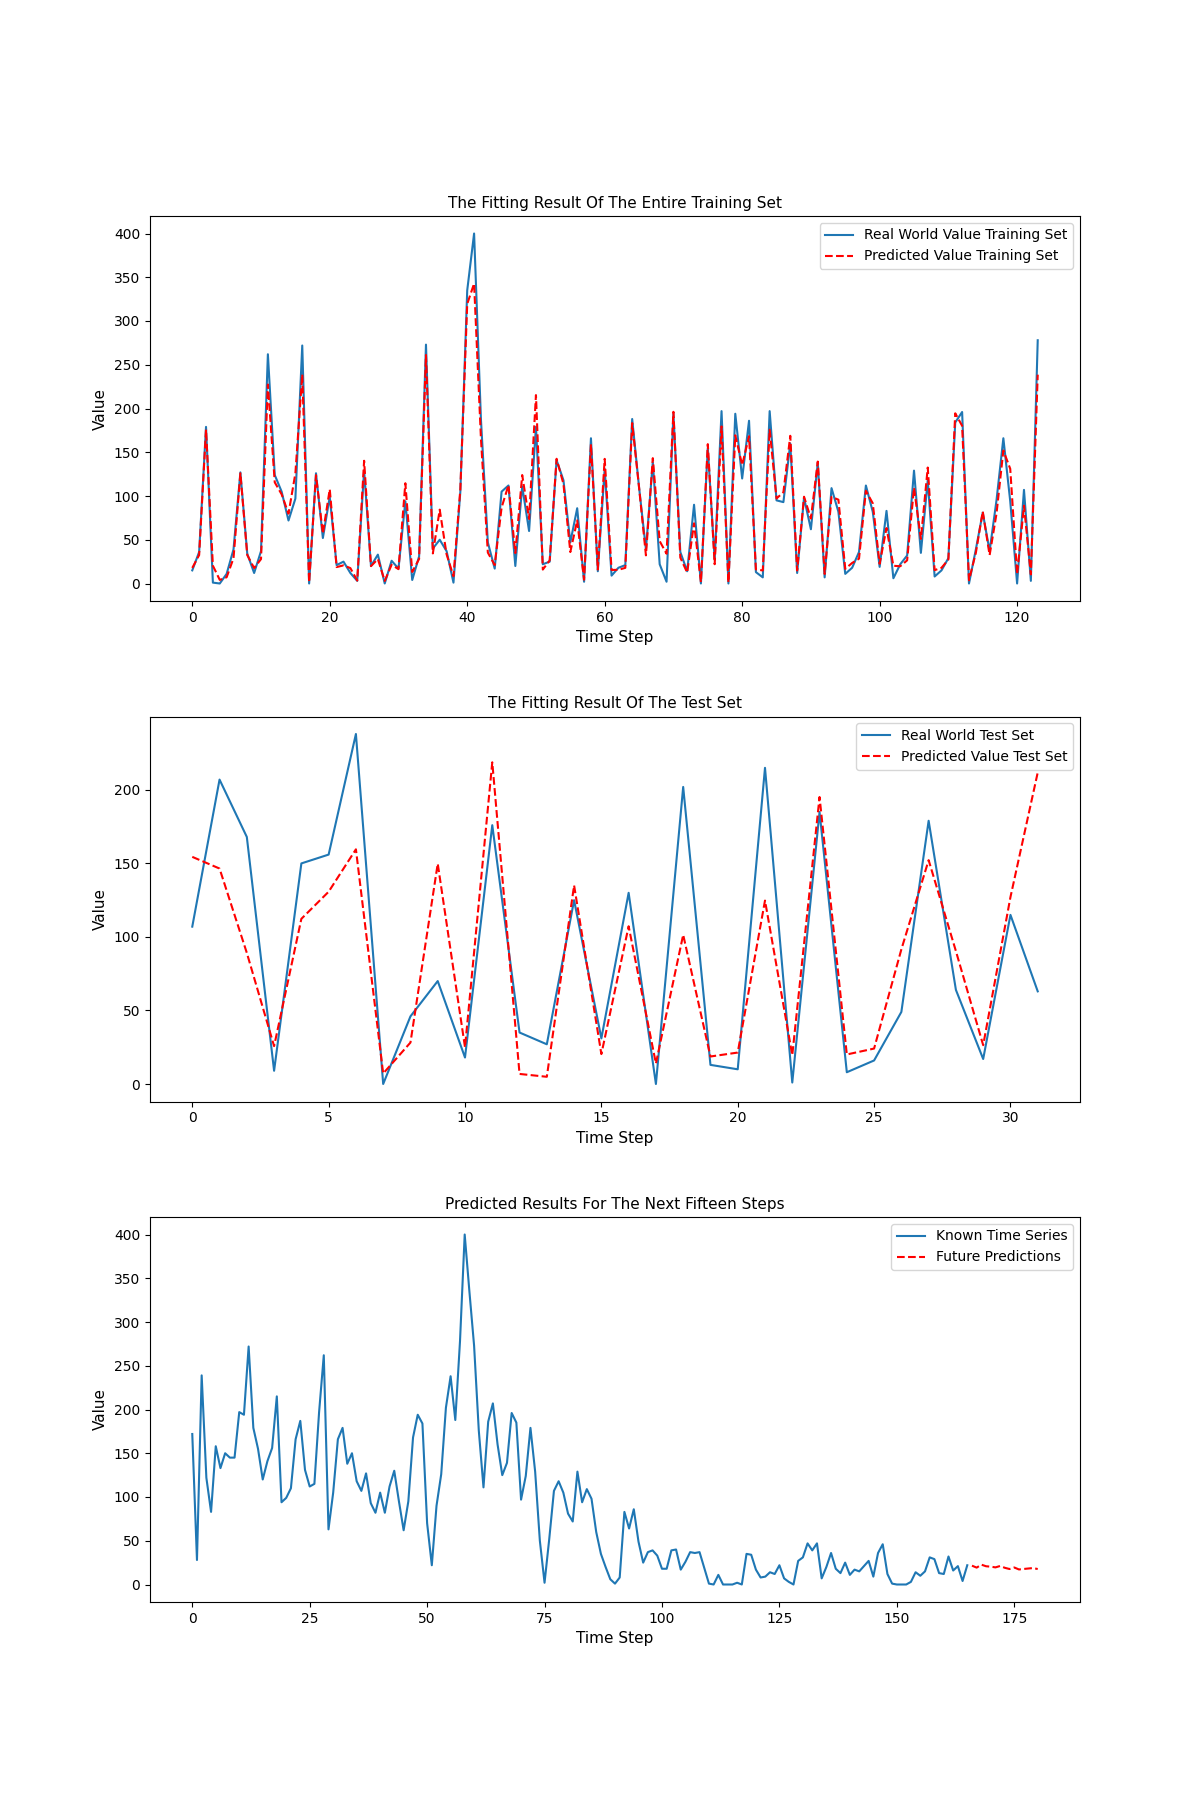 The Fitting Result Of The Entire Training Set
400
350
300
250
200
150
100
50
0
Value
Real World Value Training Set
Predicted Value Training Set
0 20 40 60 80 100 120
Time Step
The Fitting Result Of The Test Set
200
150
100
50
0
Value
Real World Test Set
Predicted Value Test Set
0 5 10 15 20 25 30
Time Step
Predicted Results For The Next Fifteen Steps
400
350
300
250
200
150
100
50
0
Value
Known Time Series
Future Predictions
0 25 50 75 100 125 150 175
Time Step